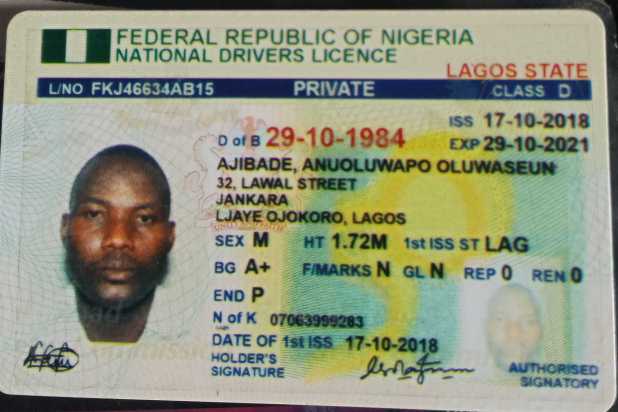 FEDERAL REPUBLIC OF NIGERIA
NATIONAL DRIVERS LICENCE
LAGOS STATE
L/NO FKJ46634AB15 PRIVATE CLASS D
ISS 17-10-2018
D of B 29-10-1984 EXP 29-10-2021
AJIBADE, ANUOLUWAPO OLUWASEUN
32, LAWAL STREET
JANKARA
LJAYE OJOKORO, LAGOS
SEX M HT 1.72M 1st ISS ST LAG
BG A+ F/MARKS N GL N REP 0 REN 0
END P
N of K 07063999283
DATE OF 1st ISS 17-10-2018
HOLDER'S
SIGNATURE
AUTHORISED
SIGNATORY